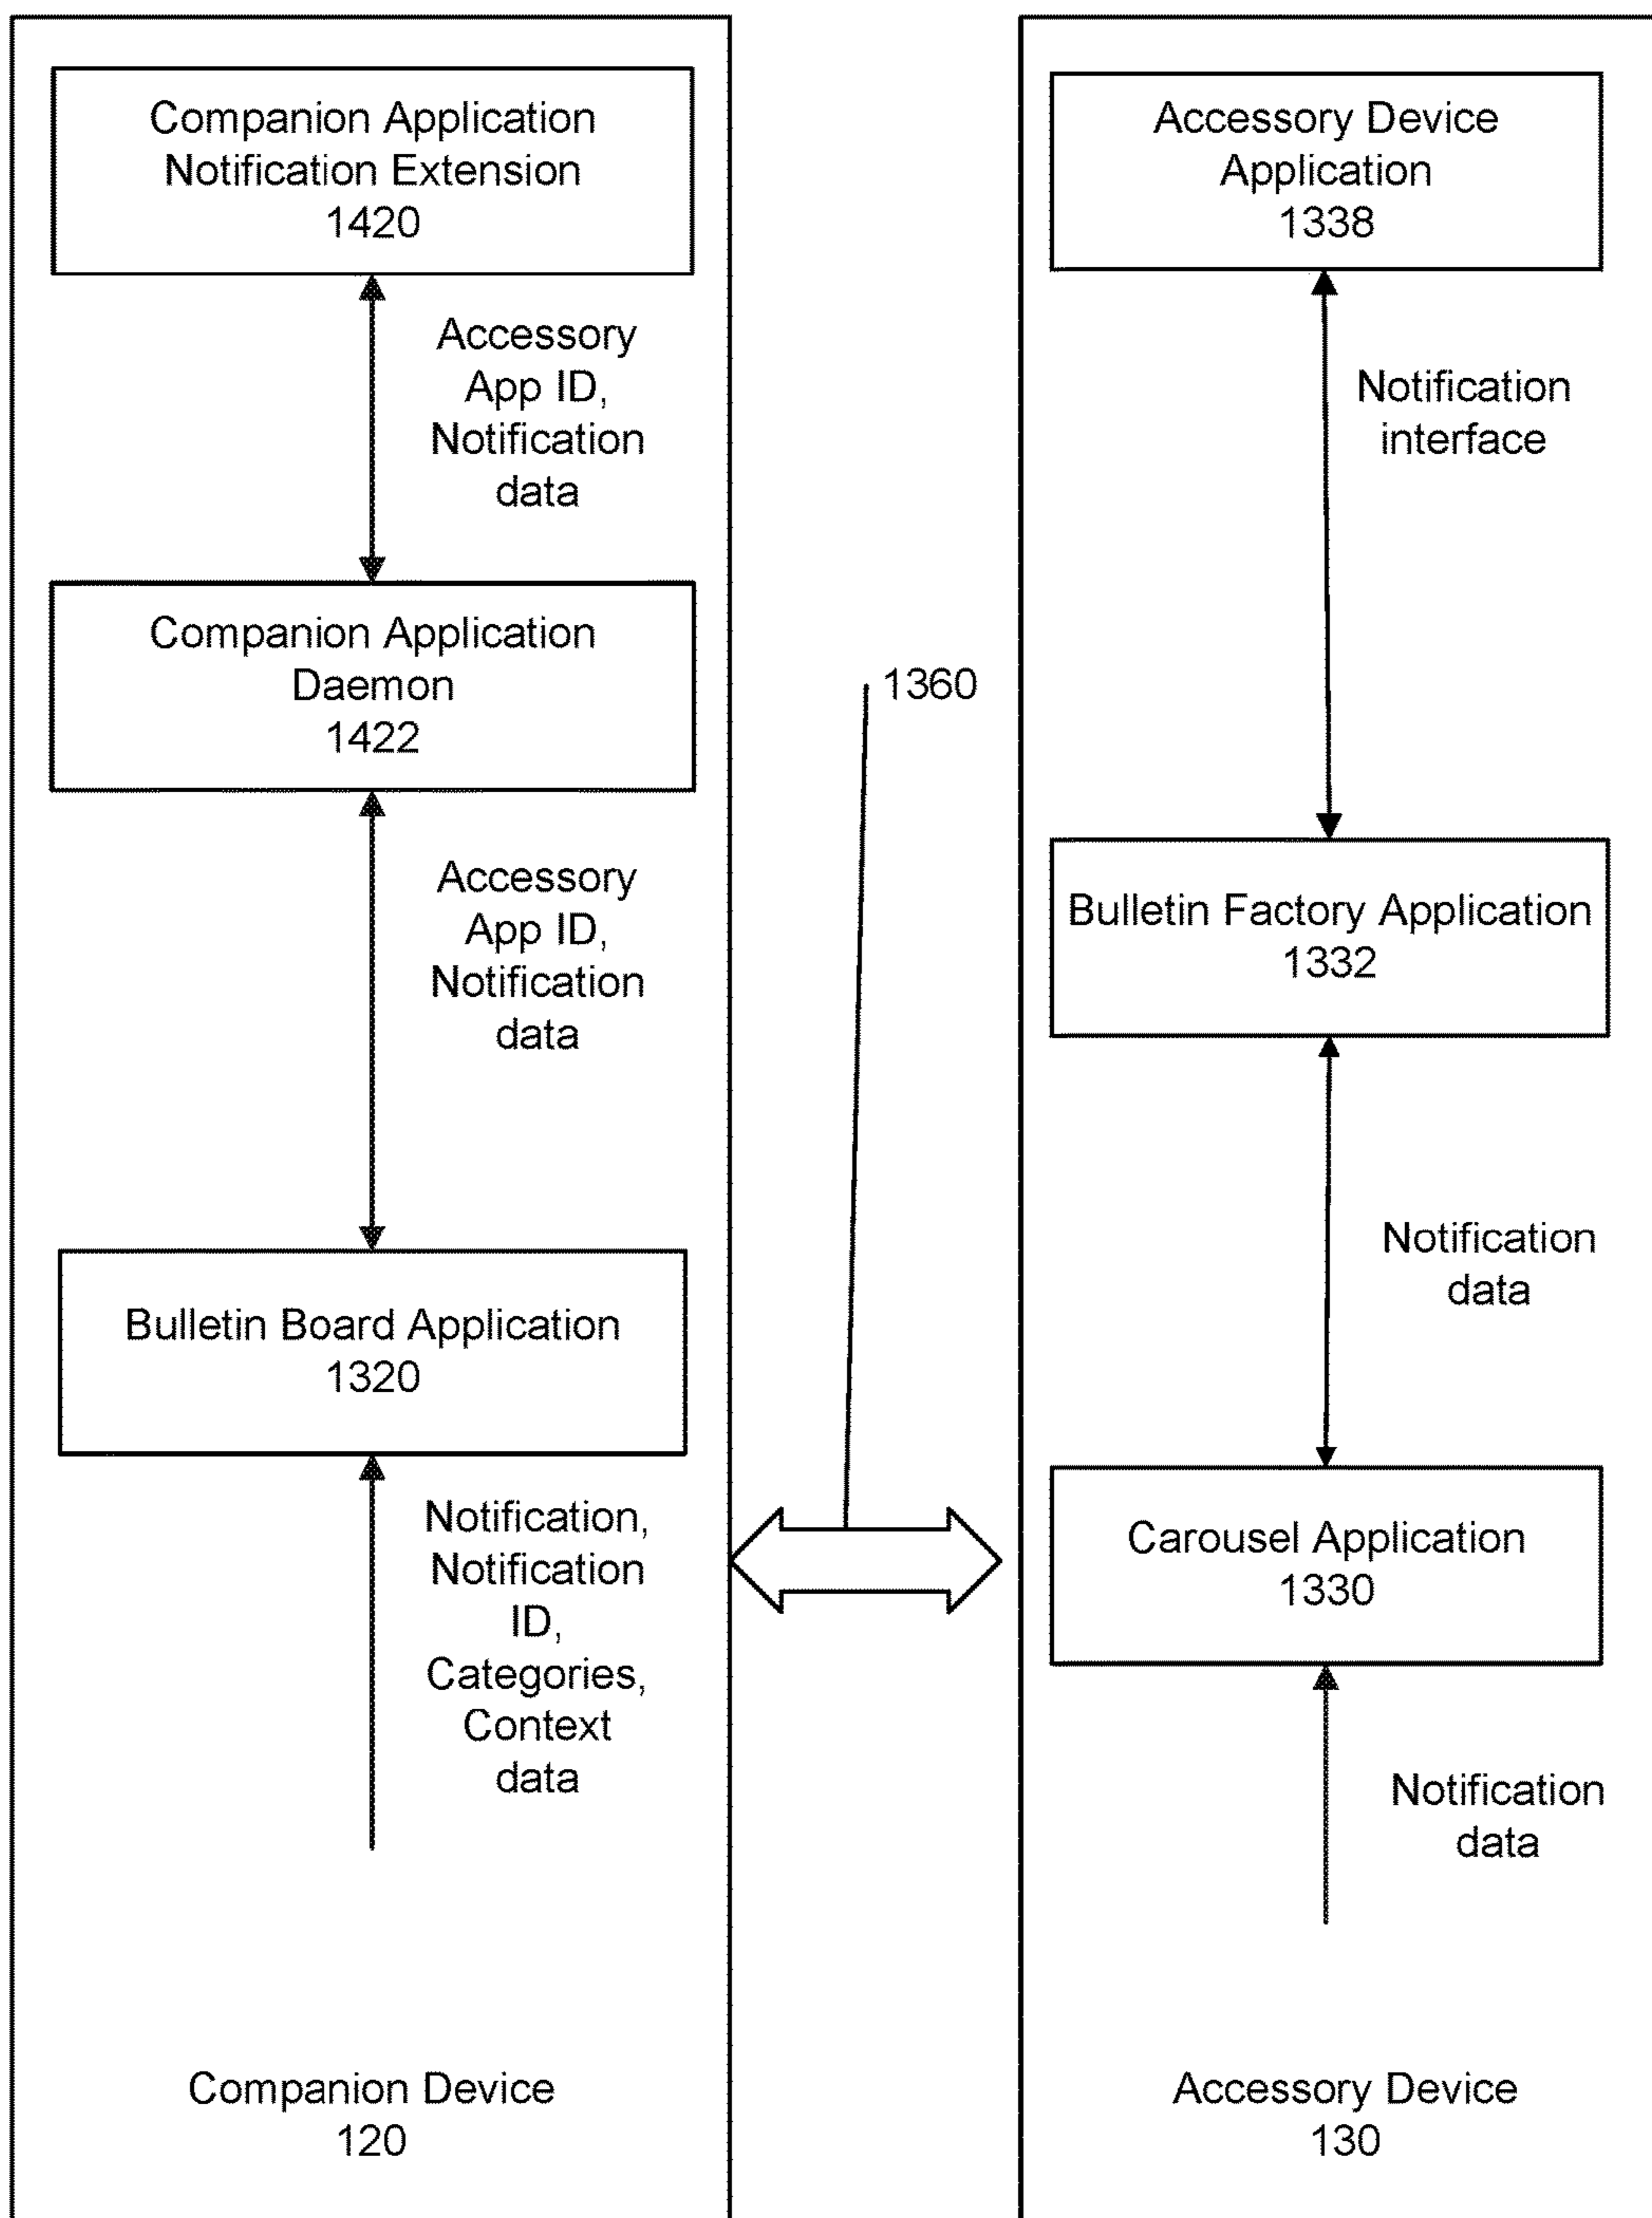 Companion Application
Notification Extension
1420
Accessory
App ID,
Notification
data
Companion Application
Daemon
1422
Accessory
App ID,
Notification
data
Bulletin Board Application
1320
Notification,
Notification
ID,
Categories,
Context
data
Companion Device
120
1360
Accessory Device
Application
1338
Notification
interface
Bulletin Factory Application
1332
Notification
data
Carousel Application
1330
Notification
data
Accessory Device
130